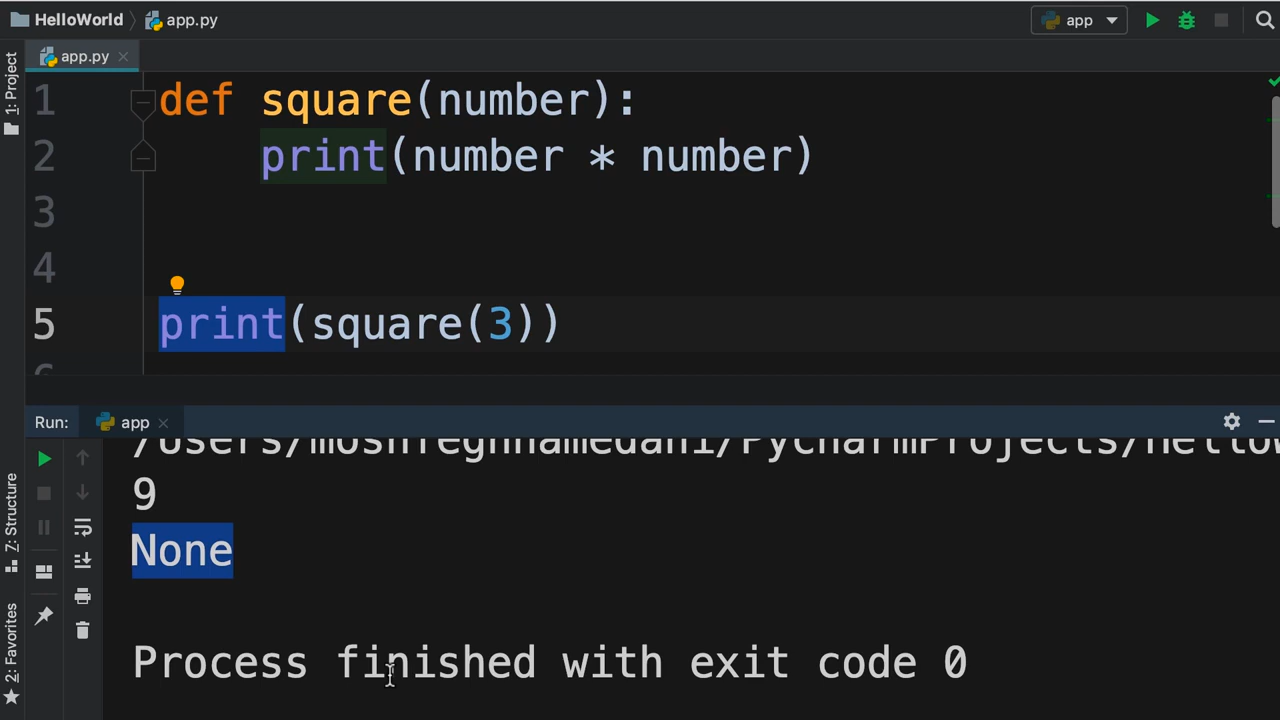 HelloWorld
app.py
app
app.py
1: Project
1 def square(number):
2 print(number * number)
3
4
5 print(square(3))
6
Run: app
9
None
Process finished with exit code 0
Z: Structure
2: Favorites